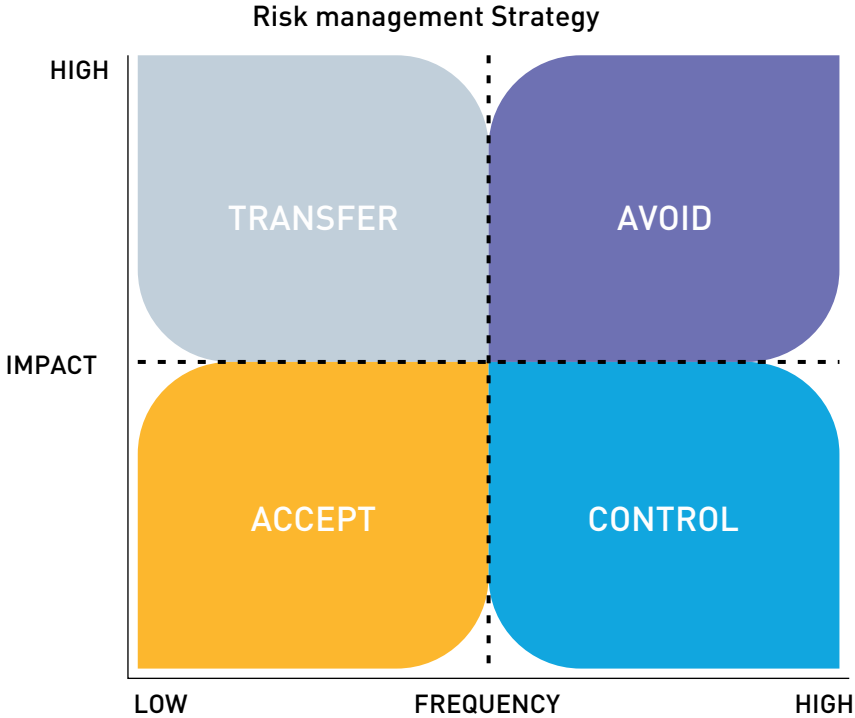 Risk management Strategy
HIGH
TRANSFER
AVOID
IMPACT
ACCEPT
CONTROL
LOW
FREQUENCY
HIGH